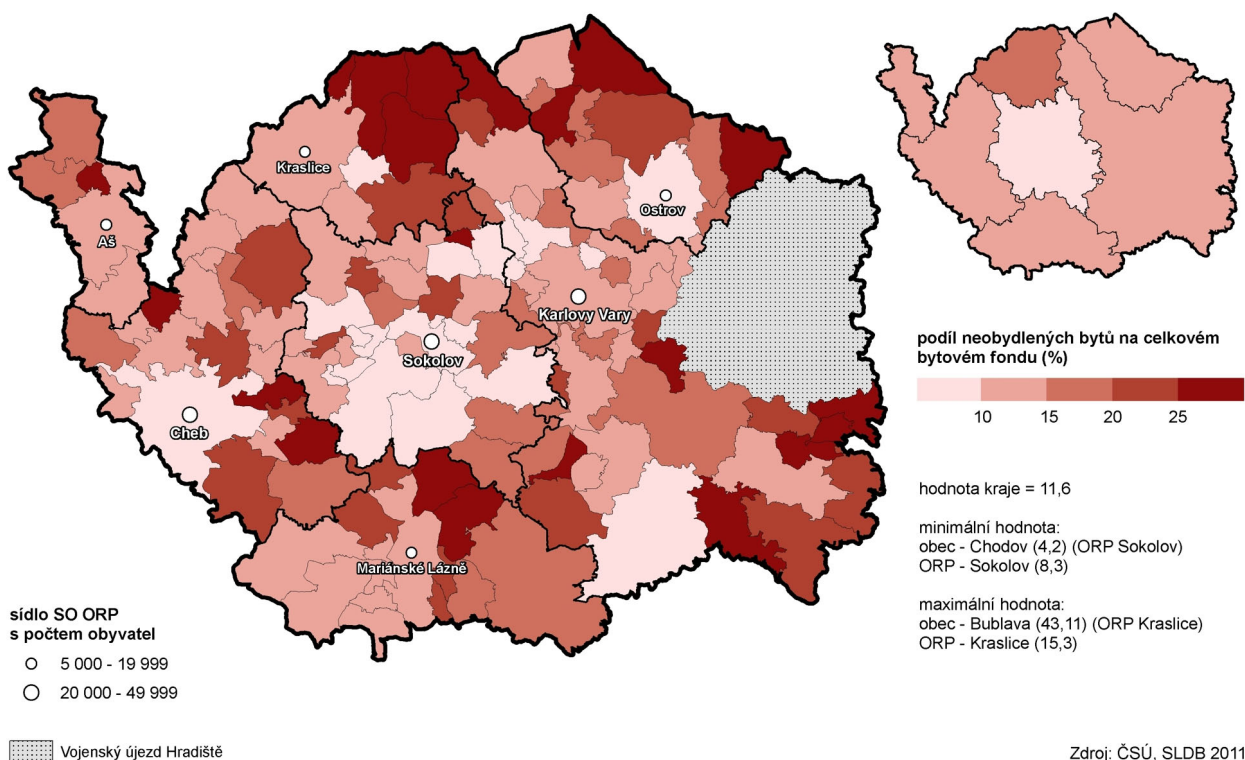 Kraslice
Ostrov
Aš
Karlovy Vary
Sokolov
Cheb
Mariánské Lázně
sídlo SO ORP
s počtem obyvatel
5 000 - 19 999
20 000 - 49 999
Vojenský újezd Hradiště
podíl neobydlených bytů na celkovém
bytovém fondu (%)
10 15 20 25
hodnota kraje = 11,6
minimální hodnota:
obec - Chodov (4,2) (ORP Sokolov)
ORP - Sokolov (8,3)
maximální hodnota:
obec - Bublava (43,11) (ORP Kraslice)
ORP - Kraslice (15,3)
Zdroj: ČSÚ, SLDB 2011